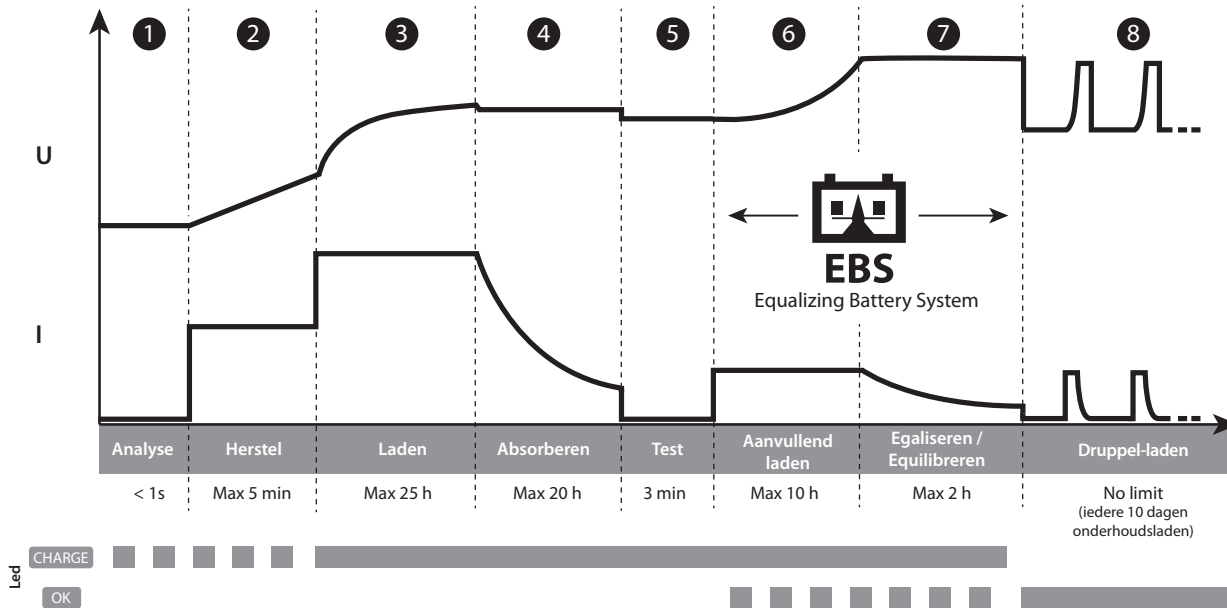 1 2 3 4 5 6 7 8
U
EBS
Equalizing Battery System
I
Analyse Herstel Laden Absorberen Test Aanvullend laden Egaliseren / Equilibreren Druppel-laden
< 1s Max 5 min Max 25 h Max 20 h 3 min Max 10 h Max 2 h No limit
(iedere 10 dagen
onderhoudsladen)
Led
CHARGE
OK